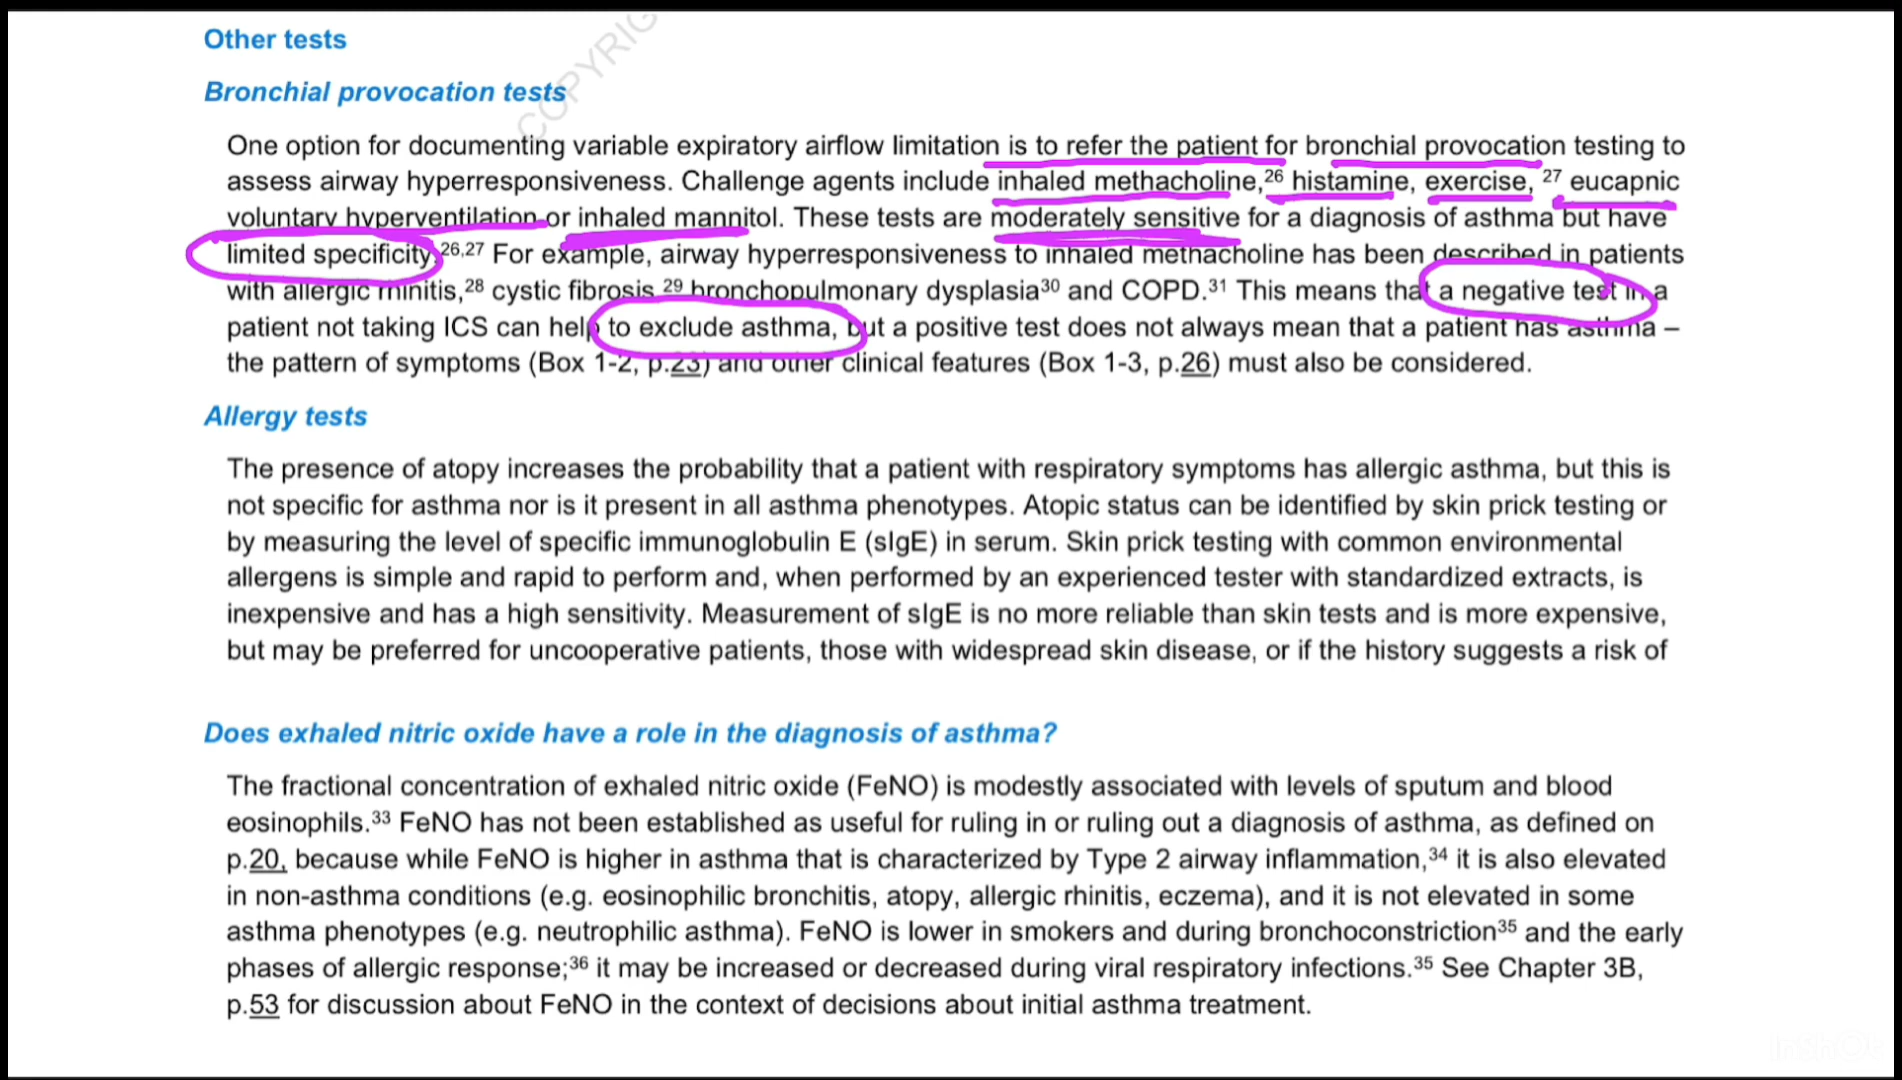 Other tests
COPYRIG
Bronchial provocation tests
One option for documenting variable expiratory airflow limitation is to refer the patient for bronchial provocation testing to
assess airway hyperresponsiveness. Challenge agents include inhaled methacholine,26 histamine, exercise, 27 eucapnic
voluntary hyperventilation or inhaled mannitol. These tests are moderately sensitive for a diagnosis of asthma but have
limited specificity.26,27 For example, airway hyperresponsiveness to inhaled methacholine has been described in patients
with allergic rhinitis,28 cystic fibrosis,29 bronchopulmonary dysplasia30 and COPD.31 This means that a negative test in a
patient not taking ICS can help to exclude asthma, but a positive test does not always mean that a patient has asthma –
the pattern of symptoms (Box 1-2, p.23) and other clinical features (Box 1-3, p.26) must also be considered.
Allergy tests
The presence of atopy increases the probability that a patient with respiratory symptoms has allergic asthma, but this is
not specific for asthma nor is it present in all asthma phenotypes. Atopic status can be identified by skin prick testing or
by measuring the level of specific immunoglobulin E (sIgE) in serum. Skin prick testing with common environmental
allergens is simple and rapid to perform and, when performed by an experienced tester with standardized extracts, is
inexpensive and has a high sensitivity. Measurement of sIgE is no more reliable than skin tests and is more expensive,
but may be preferred for uncooperative patients, those with widespread skin disease, or if the history suggests a risk of
Does exhaled nitric oxide have a role in the diagnosis of asthma?
The fractional concentration of exhaled nitric oxide (FeNO) is modestly associated with levels of sputum and blood
eosinophils.33 FeNO has not been established as useful for ruling in or ruling out a diagnosis of asthma, as defined on
p.20, because while FeNO is higher in asthma that is characterized by Type 2 airway inflammation,34 it is also elevated
in non-asthma conditions (e.g. eosinophilic bronchitis, atopy, allergic rhinitis, eczema), and it is not elevated in some
asthma phenotypes (e.g. neutrophilic asthma). FeNO is lower in smokers and during bronchoconstriction35 and the early
phases of allergic response;36 it may be increased or decreased during viral respiratory infections.35 See Chapter 3B,
p.53 for discussion about FeNO in the context of decisions about initial asthma treatment.